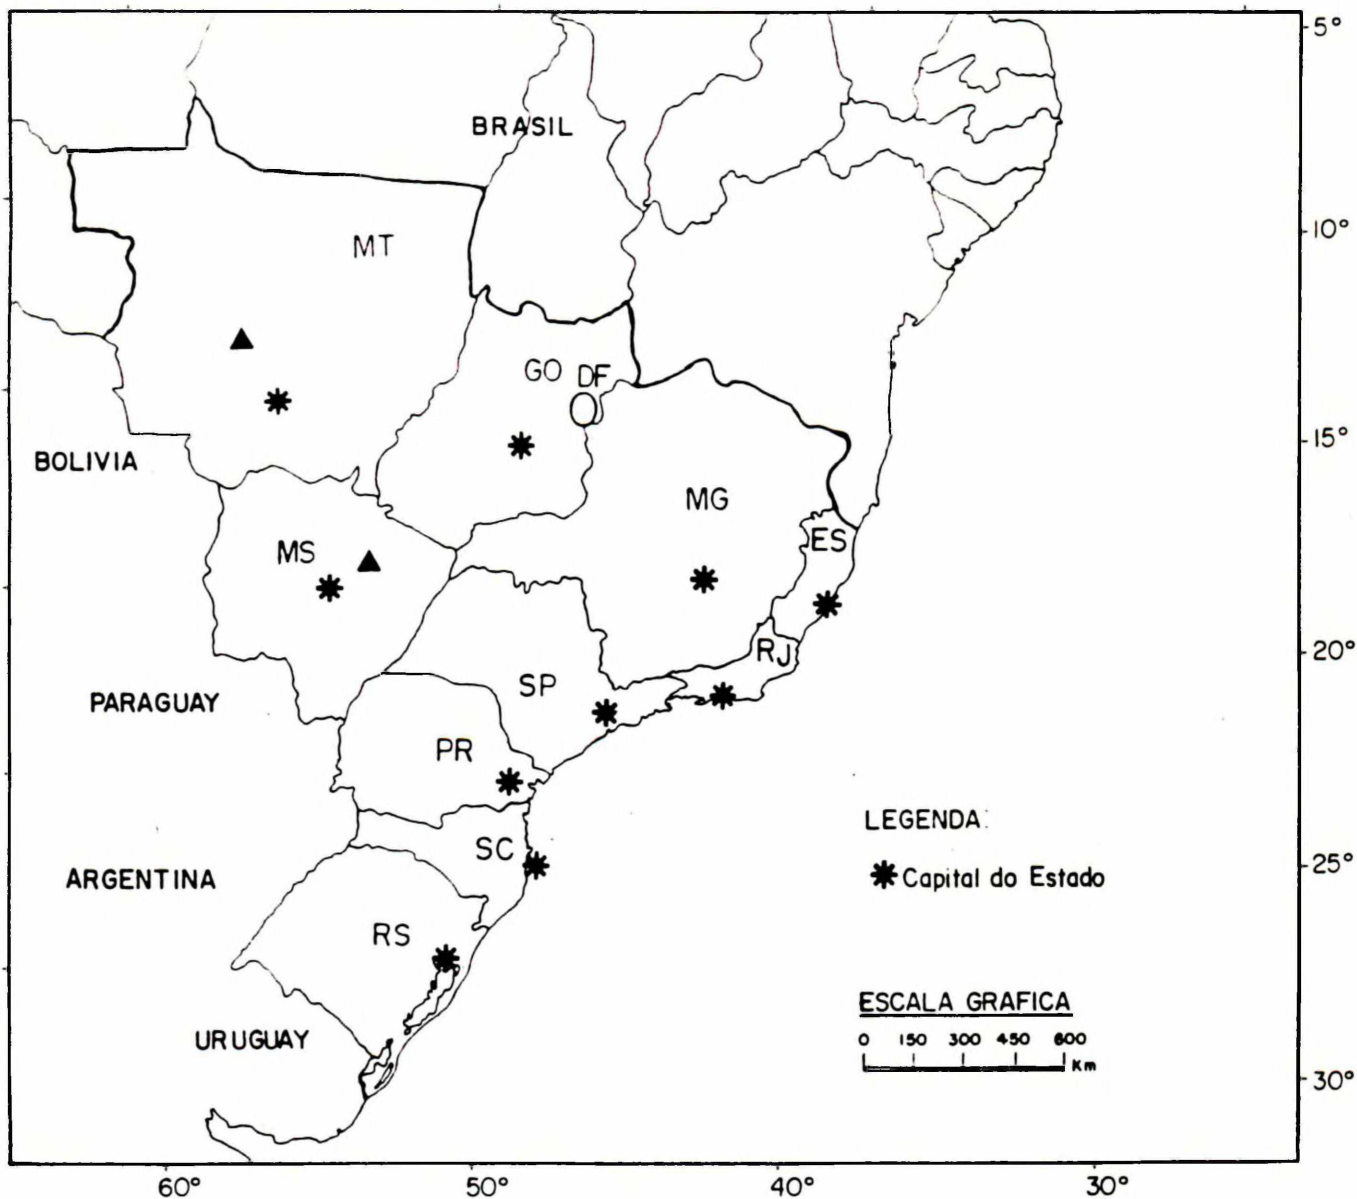 5°
BRASIL
MT
10°
GO DF
15°
BOLIVIA
MG
ES
MS
RJ
20°
SP
PARAGUAY
PR
LEGENDA:
SC
25°
ARGENTINA
Capital do Estado
RS
ESCALA GRAFICA
URUGUAY
0 150 300 450 600
Km
30°
60° 50° 40° 30°